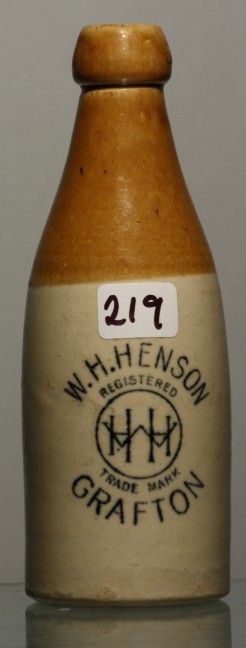 219
W.H.HENSON
REGISTERED
WHH
TRADE MARK
GRAFTON